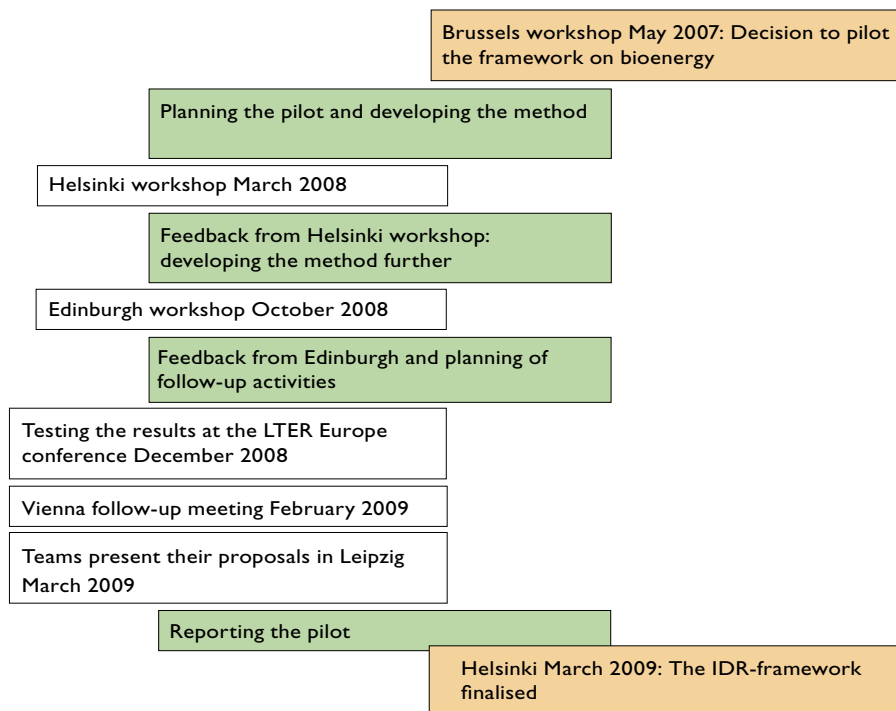 Brussels workshop May 2007: Decision to pilot
the framework on bioenergy
Planning the pilot and developing the method
Helsinki workshop March 2008
Feedback from Helsinki workshop:
developing the method further
Edinburgh workshop October 2008
Feedback from Edinburgh and planning of
follow-up activities
Testing the results at the LTER Europe
conference December 2008
Vienna follow-up meeting February 2009
Teams present their proposals in Leipzig
March 2009
Reporting the pilot
Helsinki March 2009: The IDR-framework
finalised